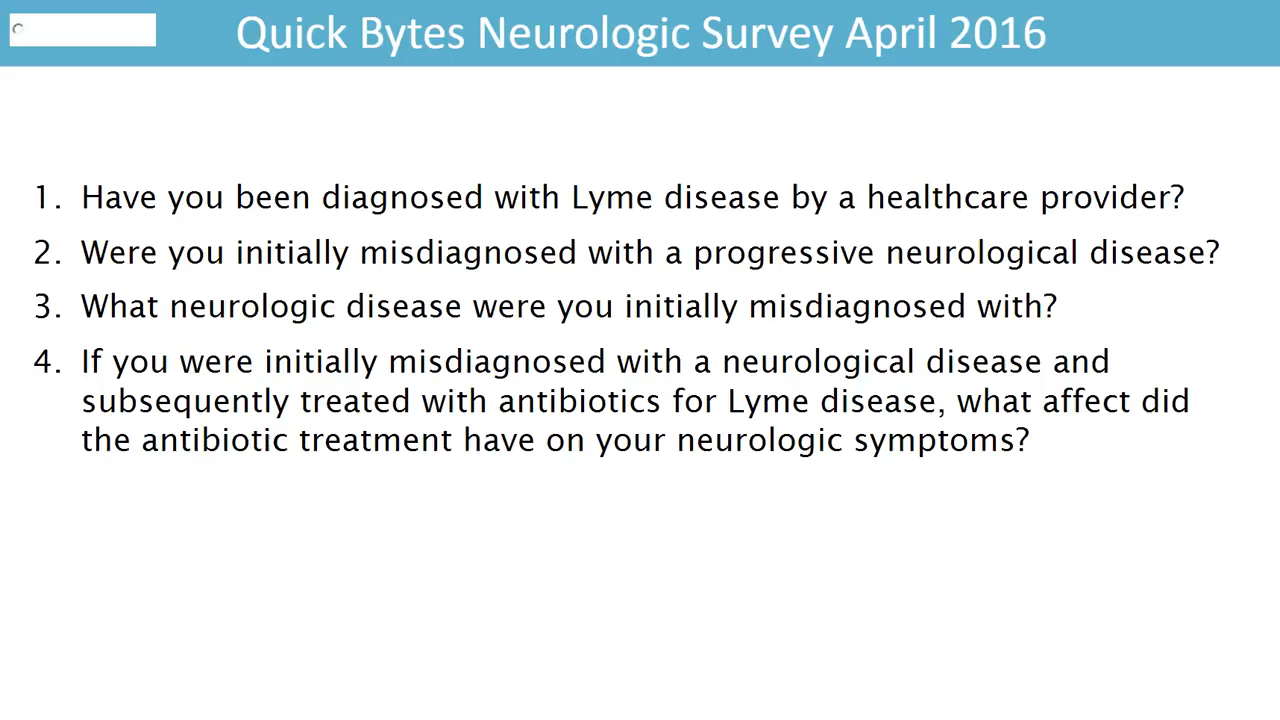 Quick Bytes Neurologic Survey April 2016
1. Have you been diagnosed with Lyme disease by a healthcare provider?
2. Were you initially misdiagnosed with a progressive neurological disease?
3. What neurologic disease were you initially misdiagnosed with?
4. If you were initially misdiagnosed with a neurological disease and
subsequently treated with antibiotics for Lyme disease, what affect did
the antibiotic treatment have on your neurologic symptoms?